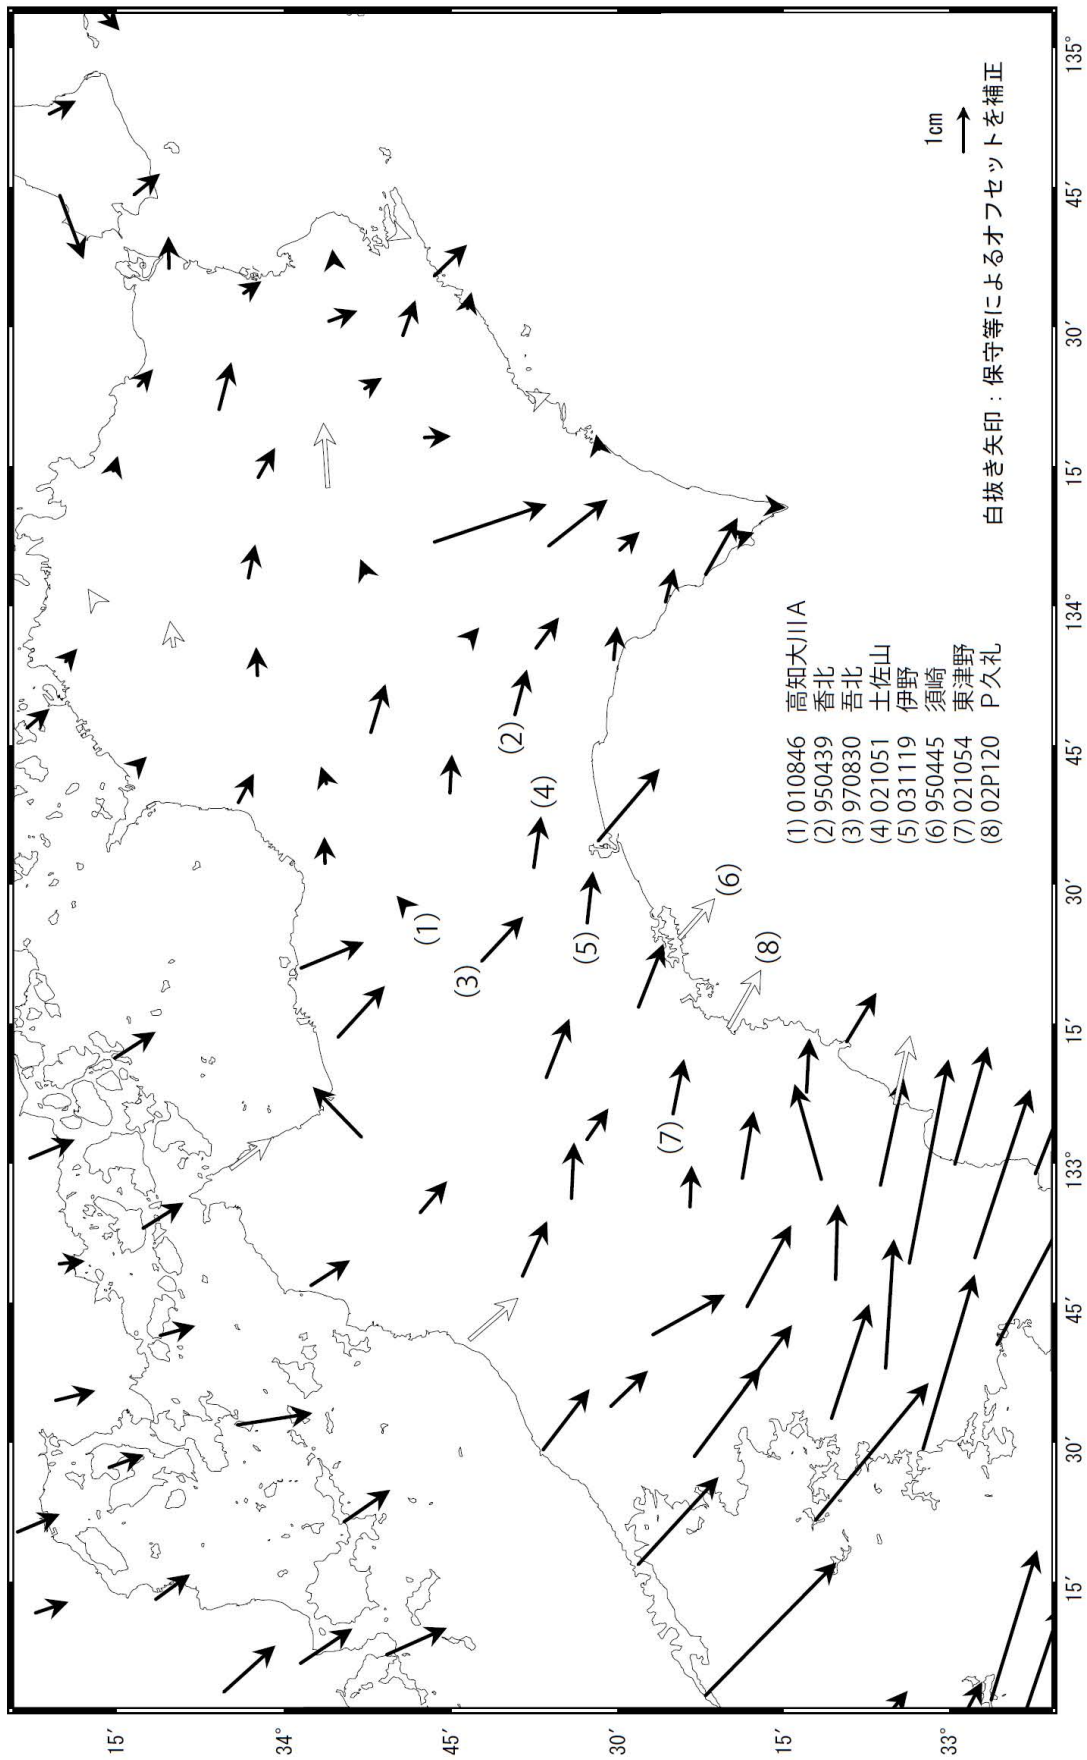 15′
34°
45′
30′
15′
33°
15′
30′
45′
133°
15′
30′
45′
134°
15′
30′
45′
135°
(1)
(2)
(3)
(4)
(5)
(6)
(7)
(8)
(1) 010846 高知大川A
(2) 950439 香北
(3) 970830 吾北
(4) 021051 土佐山
(5) 031119 伊野
(6) 950445 須崎
(7) 021054 東津野
(8) 02P120 P久礼
1cm
白抜き矢印：保守等によるオフセットを補正